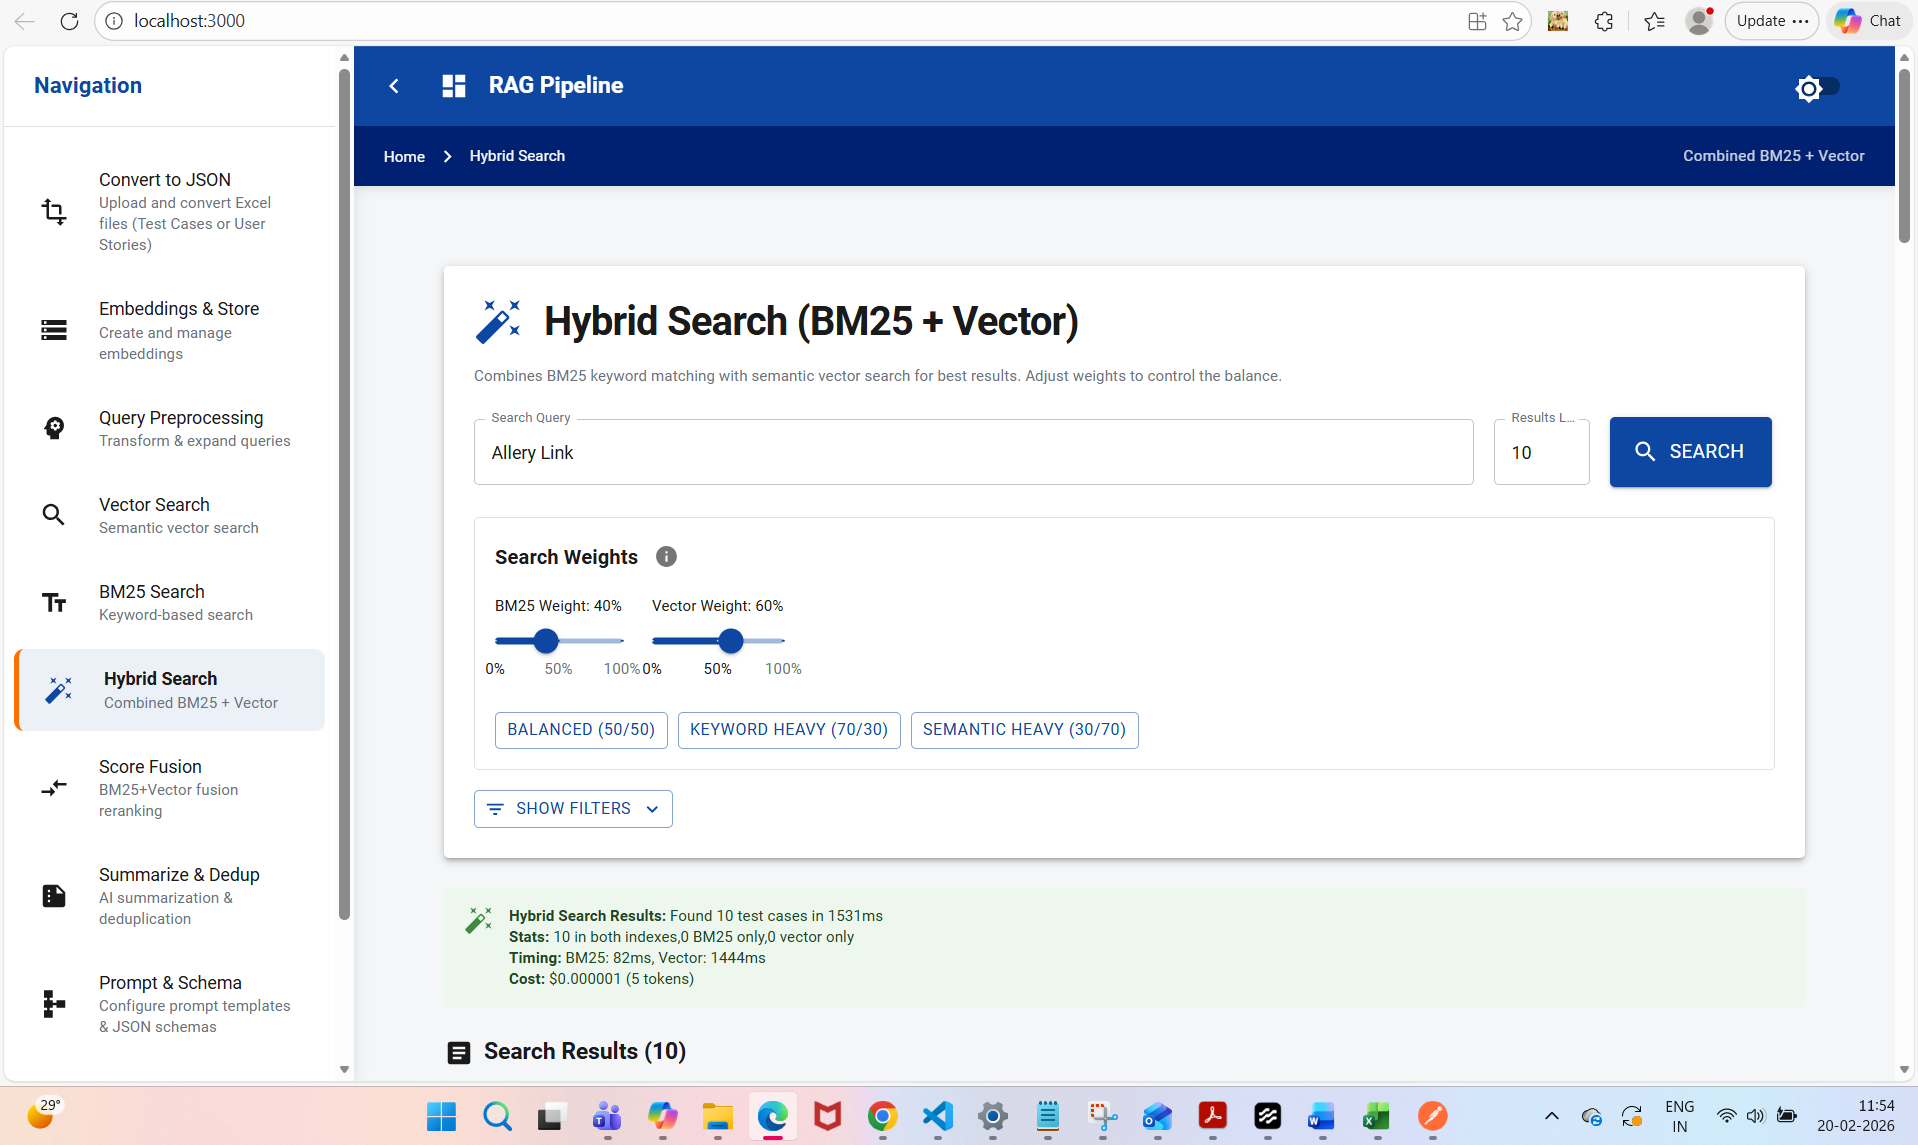 localhost:3000
Update
Chat
Navigation
Convert to JSON
Upload and convert Excel
files (Test Cases or User
Stories)
Embeddings & Store
Create and manage
embeddings
Query Preprocessing
Transform & expand queries
Vector Search
Semantic vector search
BM25 Search
Keyword-based search
Hybrid Search
Combined BM25 + Vector
Score Fusion
BM25+Vector fusion
reranking
Summarize & Dedup
AI summarization &
deduplication
Prompt & Schema
Configure prompt templates
& JSON schemas
RAG Pipeline
Home
Hybrid Search
Combined BM25 + Vector
Hybrid Search (BM25 + Vector)
Combines BM25 keyword matching with semantic vector search for best results. Adjust weights to control the balance.
Search Query
Allery Link
Results L...
10
SEARCH
Search Weights
BM25 Weight: 40%
Vector Weight: 60%
0% 50% 100%
0% 50% 100%
BALANCED (50/50)
KEYWORD HEAVY (70/30)
SEMANTIC HEAVY (30/70)
SHOW FILTERS
Hybrid Search Results: Found 10 test cases in 1531ms
Stats: 10 in both indexes,0 BM25 only,0 vector only
Timing: BM25: 82ms, Vector: 1444ms
Cost: $0.000001 (5 tokens)
Search Results (10)
29°
ENG
IN
11:54
20-02-2026